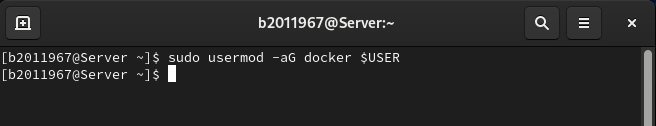 b2011967@Server:~
[b2011967@Server ~]$ sudo usermod -aG docker $USER
[b2011967@Server ~]$